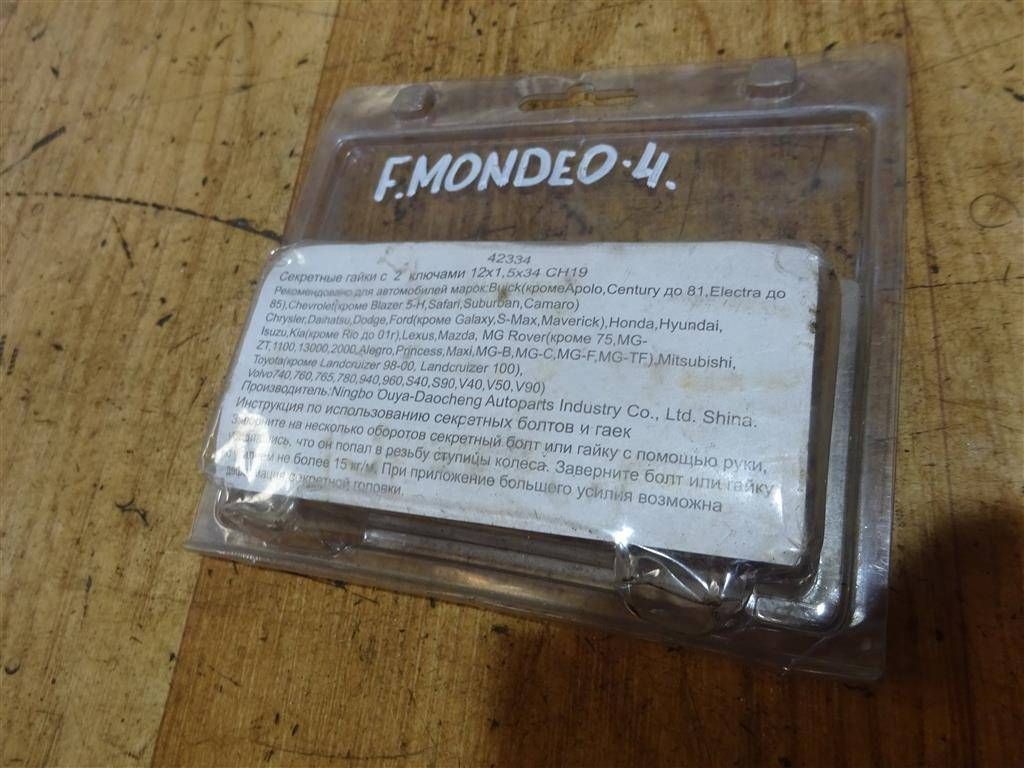 F.MONDEO-4.
42334
Секретные гайки с 2 ключами 12х1,5х34 CH19
Рекомендовано для автомобилей марок:Buick(кромеApolo,Century до 81,Electra до
85),Chevrolet(кроме Blazer 5-H,Safari,Suburban,Camaro)
Chrysler,Daihatsu,Dodge,Ford(кроме Galaxy,S-Max,Maverick),Honda,Hyundai,
Isuzu,Kia(кроме Rio до 01г),Lexus,Mazda, MG Rover(кроме 75,MG-
ZT,1100,13000,2000,Alegro,Princess,Maxi,MG-B,MG-C,MG-F,MG-TF),Mitsubishi,
Toyota(кроме Landcruizer 98-00, Landcruizer 100),
Volvo740,760,765,780,940,960,S40,S90,V40,V50,V90)
Производитель:Ningbo Ouya-Daocheng Autoparts Industry Co., Ltd. Shina.
Инструкция по использованию секретных болтов и гаек
Заверните на несколько оборотов секретный болт или гайку с помощью руки,
что он попал в резьбу ступицы колеса. Заверните болт или гайку
не более 15 кг/м. При приложение большего усилия возможна
секретной головки.